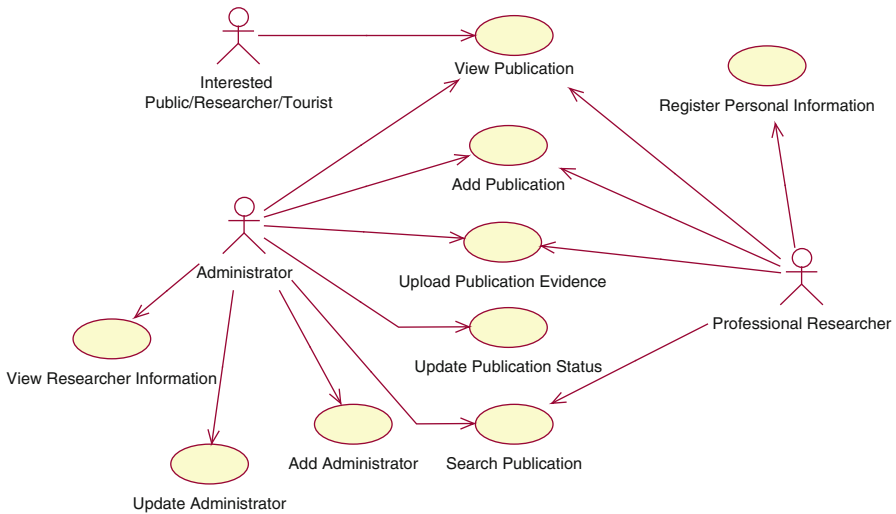 View Publication
Interested
Public/Researcher/Tourist
Register Personal Information
Add Publication
Administrator
Upload Publication Evidence
Professional Researcher
View Researcher Information
Update Publication Status
Add Administrator
Search Publication
Update Administrator